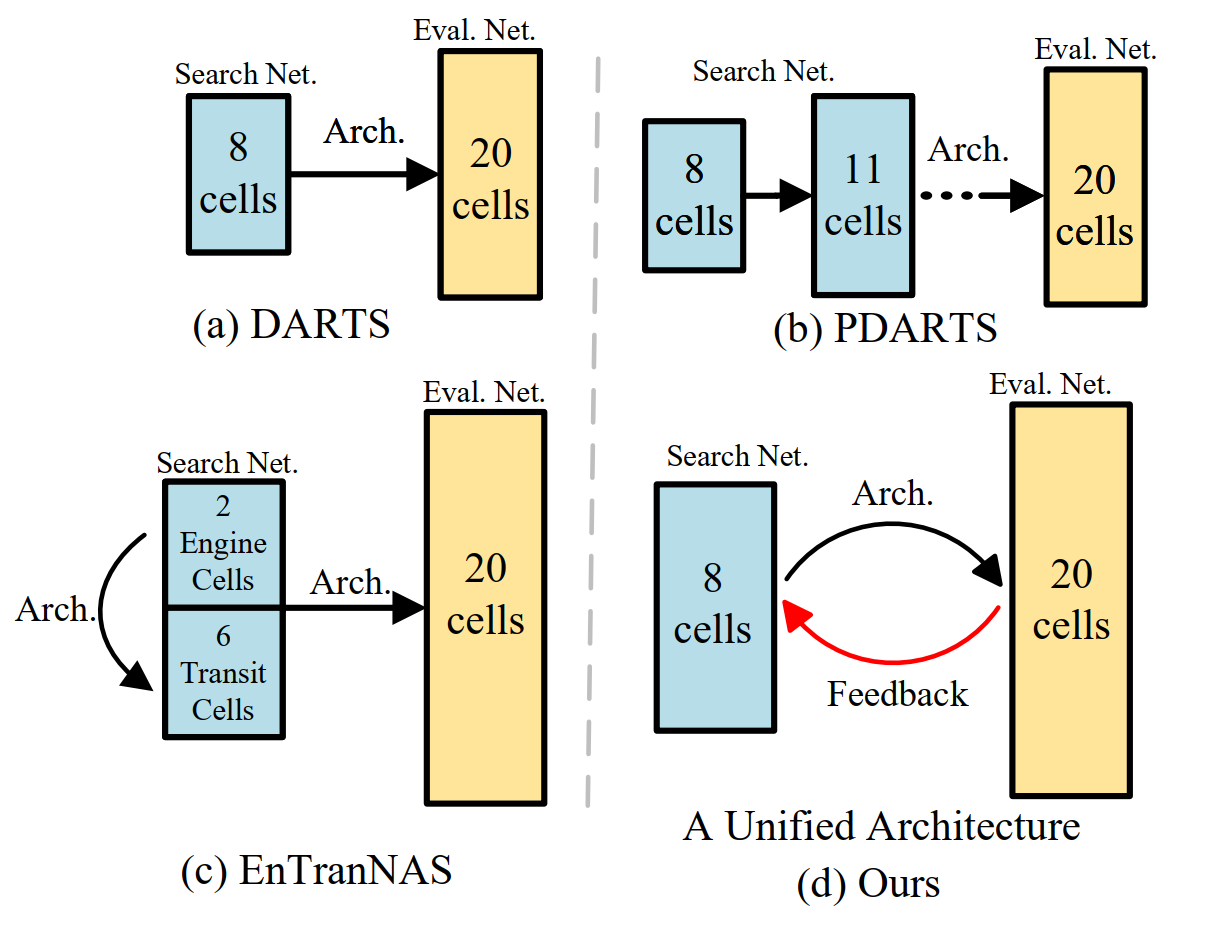 Search Net.
Eval. Net.
8
cells
Arch.
20
cells
(a) DARTS
Search Net.
Eval. Net.
8
cells
11
cells
Arch.
20
cells
(b) PDARTS
Search Net.
Eval. Net.
Arch.
2
Engine
Cells
6
Transit
Cells
Arch.
20
cells
(c) EnTranNAS
Search Net.
Eval. Net.
8
cells
Arch.
Feedback
20
cells
A Unified Architecture
(d) Ours